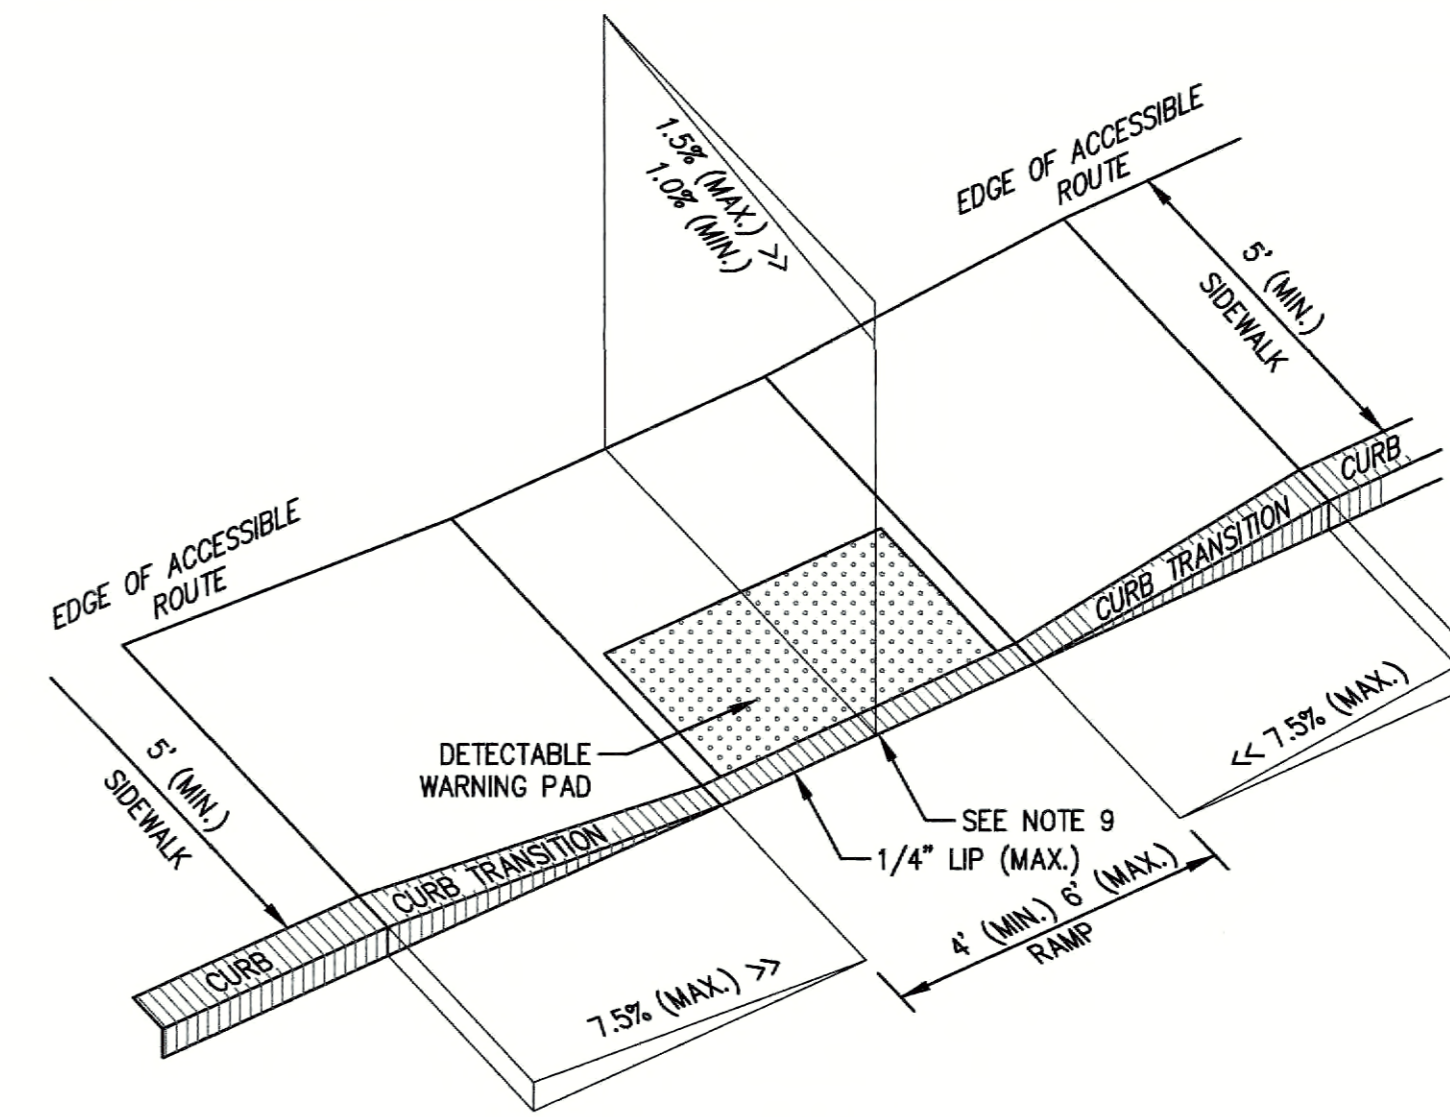 1.5% (MAX.) >>
1.0% (MIN.)
EDGE OF ACCESSIBLE
ROUTE
5' (MIN.)
SIDEWALK
CURB
CURB TRANSITION
EDGE OF ACCESSIBLE
ROUTE
<< 7.5% (MAX.)
DETECTABLE
WARNING PAD
5' (MIN.)
SIDEWALK
SEE NOTE 9
1/4" LIP (MAX.)
CURB TRANSITION
4' (MIN.) 6' (MAX.)
RAMP
CURB
7.5% (MAX.) >>